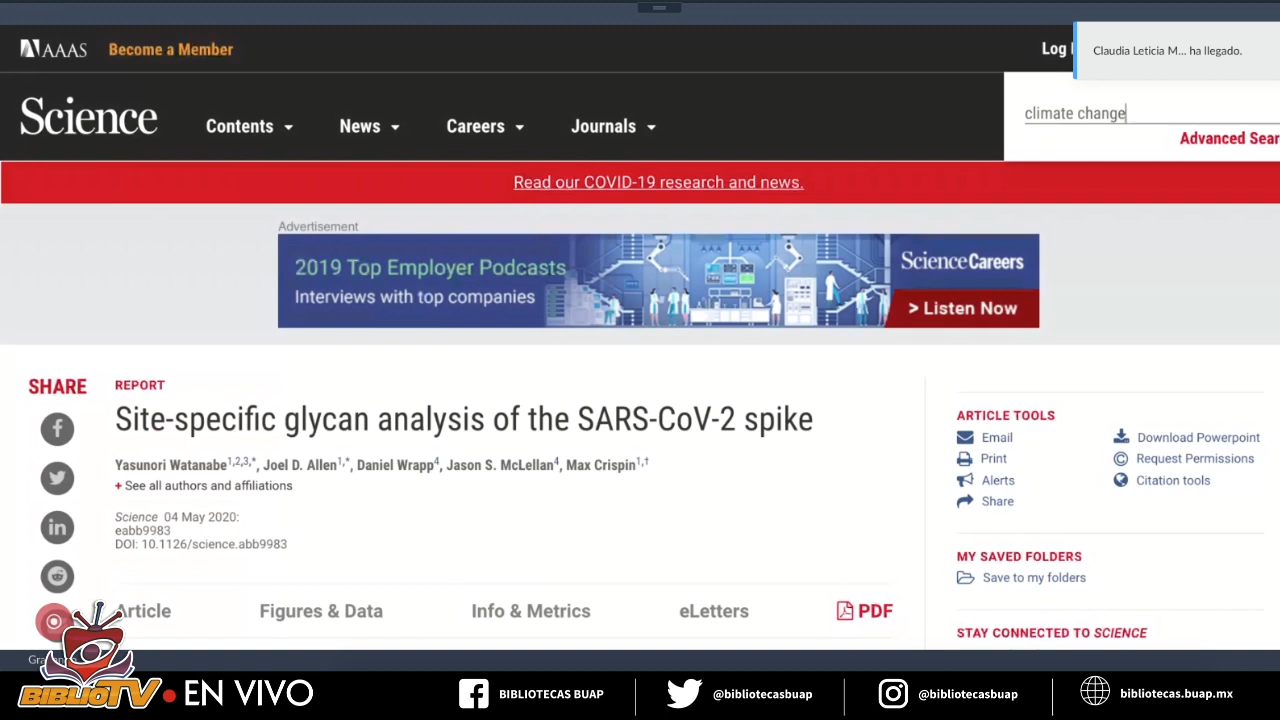 AAAS
Become a Member
Log
Claudia Leticia M... ha llegado.
Science
Contents
News
Careers
Journals
climate change
Advanced Sear
Read our COVID-19 research and news.
Advertisement
2019 Top Employer Podcasts
Interviews with top companies
ScienceCareers
> Listen Now
SHARE
REPORT
Site-specific glycan analysis of the SARS-CoV-2 spike
Yasunori Watanabe1,2,3,*, Joel D. Allen1,*, Daniel Wrapp4, Jason S. McLellan4, Max Crispin1,†
+ See all authors and affiliations
Science 04 May 2020:
eabb9983
DOI: 10.1126/science.abb9983
Article
Figures & Data
Info & Metrics
eLetters
PDF
ARTICLE TOOLS
Email
Download Powerpoint
Print
Request Permissions
Alerts
Citation tools
Share
MY SAVED FOLDERS
Save to my folders
STAY CONNECTED TO SCIENCE
BIBLIOTV
EN VIVO
BIBLIOTECAS BUAP
@bibliotecasbuap
@bibliotecasbuap
bibliotecas.buap.mx